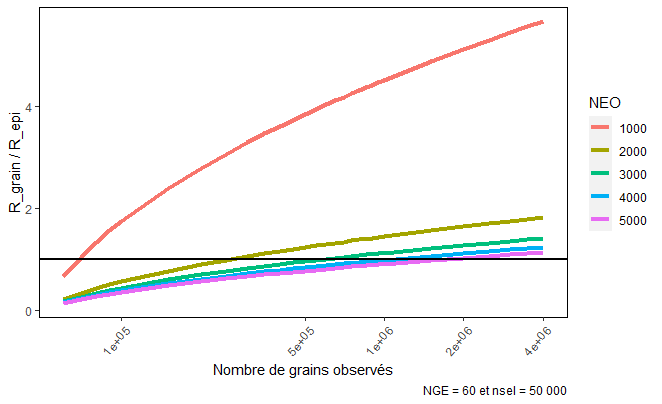 R_grain / R_epi
4
2
0
1e+05
5e+05
1e+06
2e+06
4e+06
Nombre de grains observés
NEO
1000
2000
3000
4000
5000
NGE = 60 et nsel = 50 000